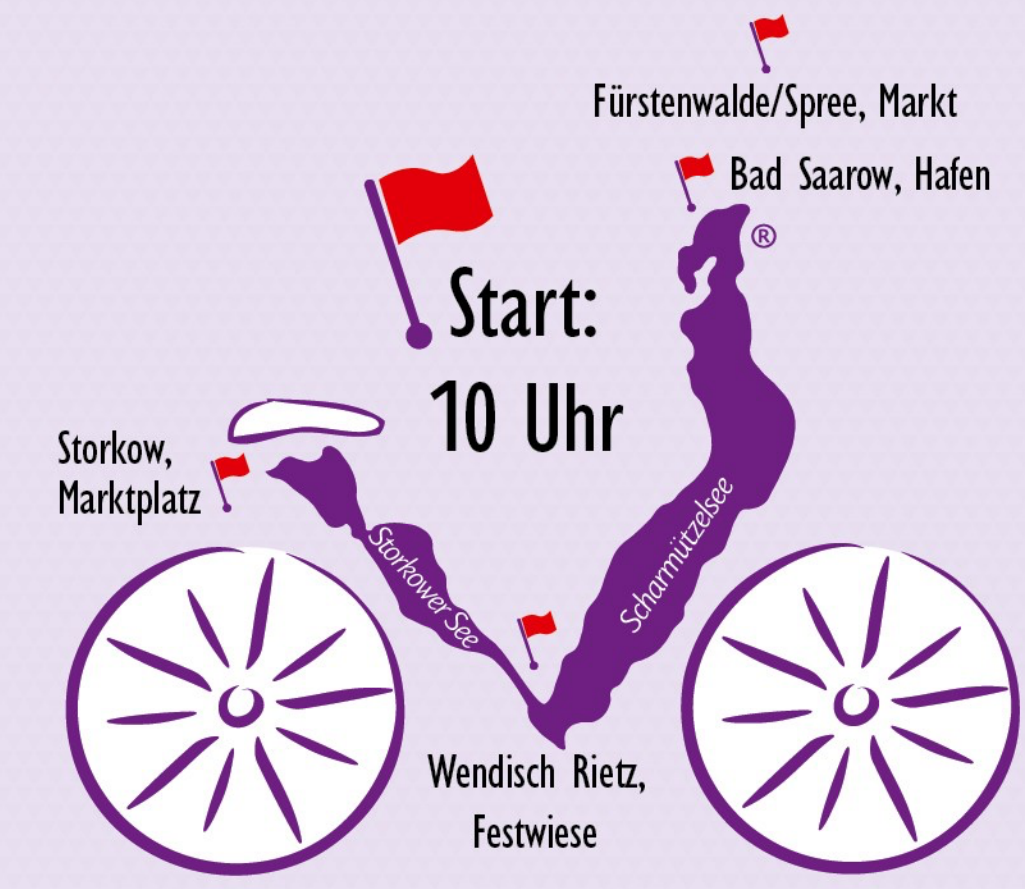 Fürstenwalde/Spree, Markt
Bad Saarow, Hafen
®
Start:
10 Uhr
Storkow,
Marktplatz
Storkower See
Scharmützelsee
Wendisch Rietz,
Festwiese